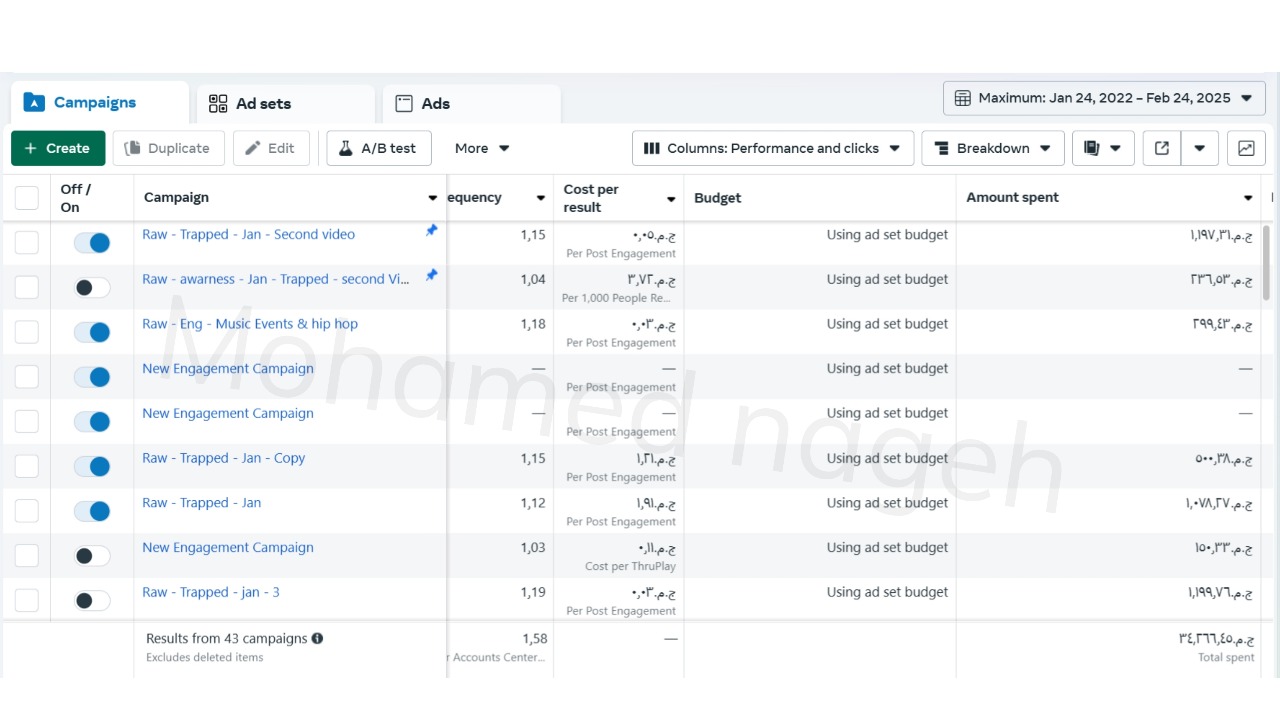 Campaigns
Ad sets
Ads
Maximum: Jan 24, 2022 – Feb 24, 2025
+ Create
Duplicate
Edit
A/B test
More
Columns: Performance and clicks
Breakdown
Off / On
Campaign
equency
Cost per result
Budget
Amount spent
Raw - Trapped - Jan - Second video
1,15
ج.م.٠,٠٥
Per Post Engagement
Using ad set budget
ج.م.١,١٩٧,٣١
Raw - awarness - Jan - Trapped - second Vi...
1,04
ج.م.٣,٧٢
Per 1,000 People Re...
Using ad set budget
ج.م.٢٣٦,٥٣
Raw - Eng - Music Events & hip hop
1,18
ج.م.٠,٠٣
Per Post Engagement
Using ad set budget
ج.م.٢٩٩,٤٣
New Engagement Campaign
—
—
Per Post Engagement
Using ad set budget
—
New Engagement Campaign
—
—
Per Post Engagement
Using ad set budget
—
Raw - Trapped - Jan - Copy
1,15
ج.م.١,٢١
Per Post Engagement
Using ad set budget
ج.م.٥٠٠,٣٨
Raw - Trapped - Jan
1,12
ج.م.١,٩١
Per Post Engagement
Using ad set budget
ج.م.١,٠٧٨,٢٧
New Engagement Campaign
1,03
ج.م.٠,١١
Cost per ThruPlay
Using ad set budget
ج.م.١٥٠,٣٣
Raw - Trapped - jan - 3
1,19
ج.م.٠,٠٣
Per Post Engagement
Using ad set budget
ج.م.١,١٩٩,٧٦
Results from 43 campaigns
Excludes deleted items
1,58
r Accounts Center...
—
ج.م.٣٤,٢٦٦,٤٥
Total spent
Mohamed nageh